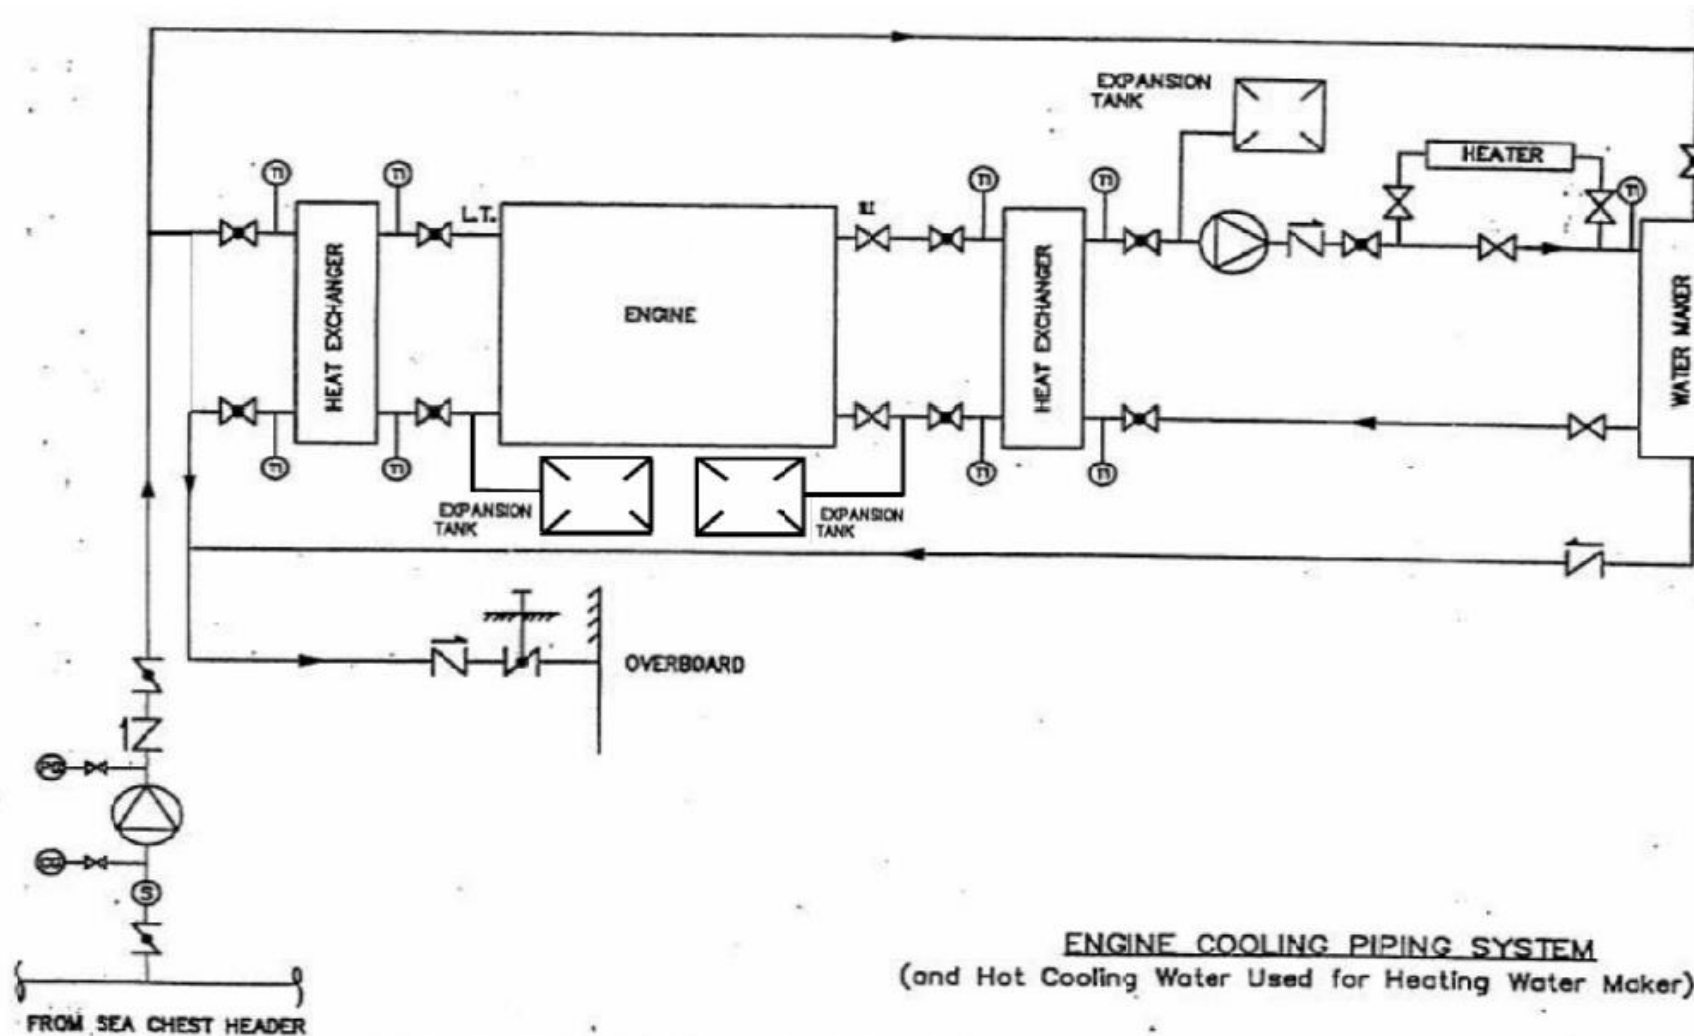 EXPANSION
TANK
HEATER
TI
TI
TI
TI
TI
L.T.
HEAT EXCHANGER
ENGINE
HEAT EXCHANGER
WATER MAKER
TI
TI
TI
TI
EXPANSION
TANK
EXPANSION
TANK
OVERBOARD
PG
S
ENGINE COOLING PIPING SYSTEM
(and Hot Cooling Water Used for Heating Water Maker)
FROM SEA CHEST HEADER